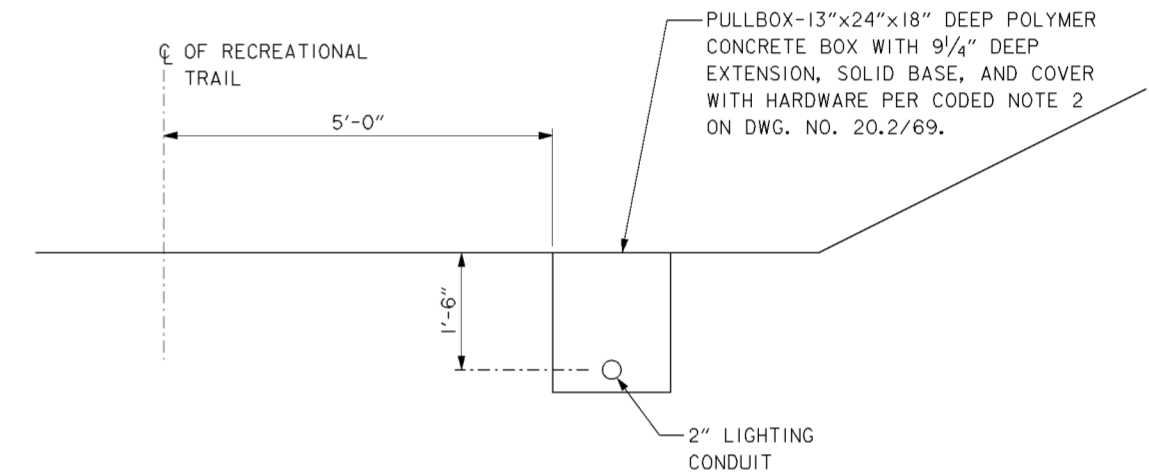 PULLBOX-13"x24"x18" DEEP POLYMER
CONCRETE BOX WITH 9 1/4" DEEP
EXTENSION, SOLID BASE, AND COVER
WITH HARDWARE PER CODED NOTE 2
ON DWG. NO. 20.2/69.
℄ OF RECREATIONAL
TRAIL
5'-0"
1'-6"
2" LIGHTING
CONDUIT